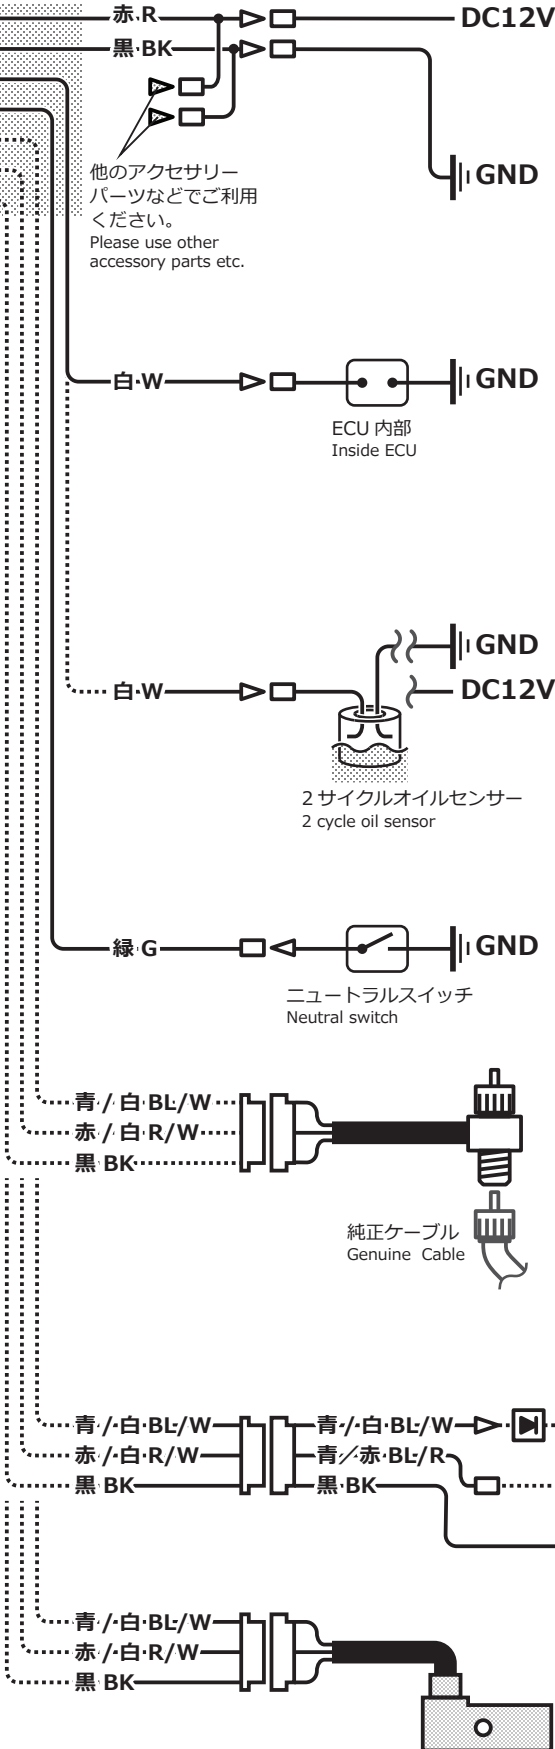 赤 R
DC12V
黒 BK
GND
他のアクセサリー
パーツなどでご利用
ください。
Please use other
accessory parts etc.
白 W
GND
ECU 内部
Inside ECU
GND
白 W
DC12V
2 サイクルオイルセンサー
2 cycle oil sensor
緑 G
GND
ニュートラルスイッチ
Neutral switch
青 / 白 BL/W
赤 / 白 R/W
黒 BK
純正ケーブル
Genuine Cable
青 / 白 BL/W
青 / 白 BL/W
赤 / 白 R/W
青/赤 BL/R
黒 BK
黒 BK
青 / 白 BL/W
赤 / 白 R/W
黒 BK